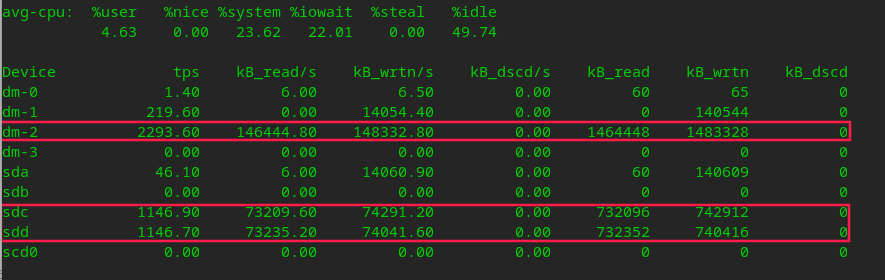 avg-cpu: %user %nice %system %iowait %steal %idle
4.63 0.00 23.62 22.01 0.00 49.74
Device tps kB_read/s kB_wrtn/s kB_dscd/s kB_read kB_wrtn kB_dscd
dm-0 1.40 6.00 6.50 0.00 60 65 0
dm-1 219.60 0.00 14054.40 0.00 0 140544 0
dm-2 2293.60 146444.80 148332.80 0.00 1464448 1483328 0
dm-3 0.00 0.00 0.00 0.00 0 0 0
sda 46.10 6.00 14060.90 0.00 60 140609 0
sdb 0.00 0.00 0.00 0.00 0 0 0
sdc 1146.90 73209.60 74291.20 0.00 732096 742912 0
sdd 1146.70 73235.20 74041.60 0.00 732352 740416 0
scd0 0.00 0.00 0.00 0.00 0 0 0